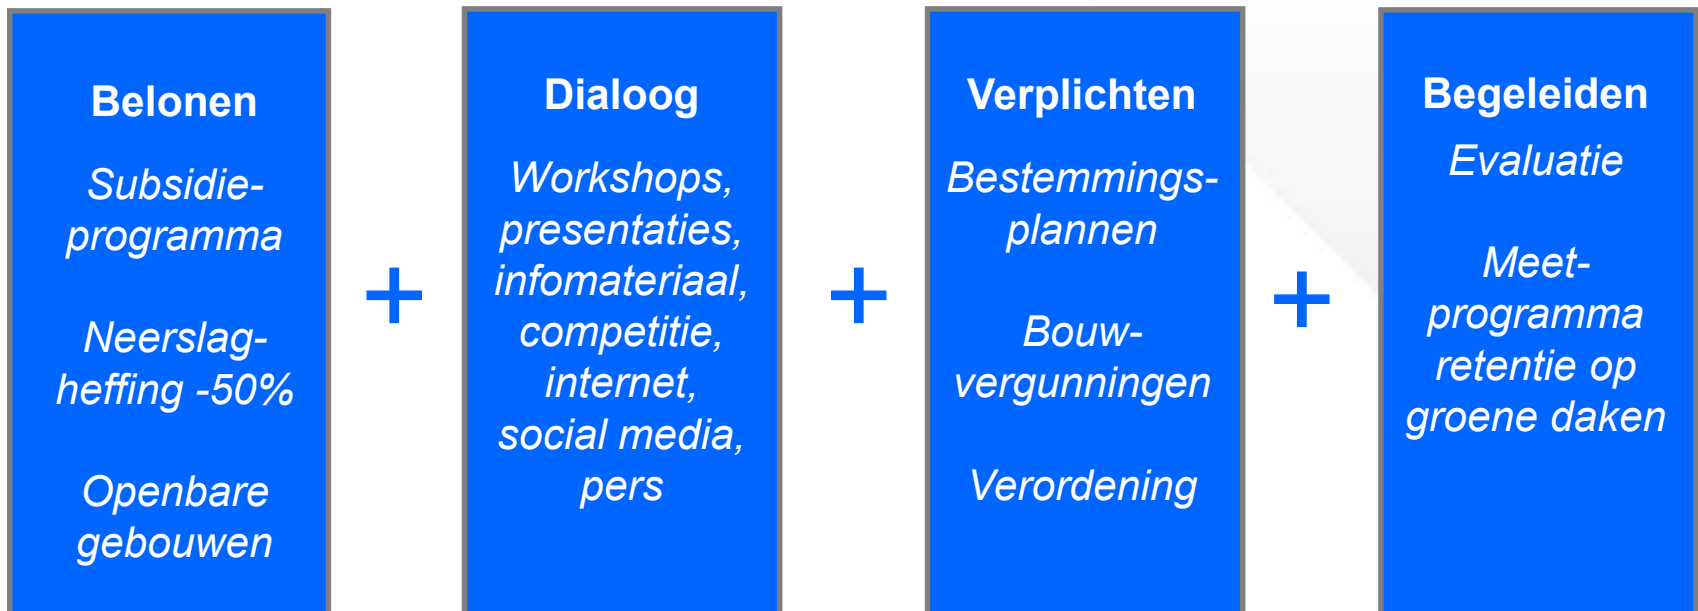 Belonen
Subsidie-
programma
Neerslag-
heffing -50%
Openbare
gebouwen
+
Dialoog
Workshops,
presentaties,
infomateriaal,
competitie,
internet,
social media,
pers
+
Verplichten
Bestemmings-
plannen
Bouw-
vergunningen
Verordening
+
Begeleiden
Evaluatie
Meet-
programma
retentie op
groene daken